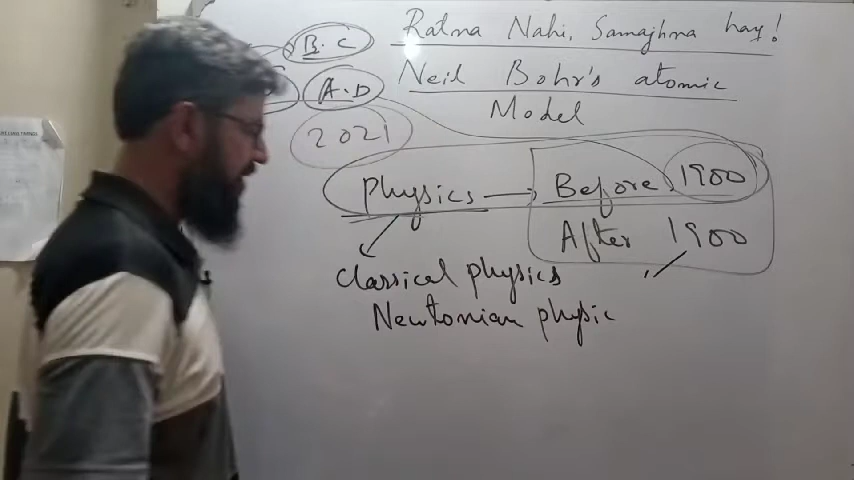 Ratna Nahi, Samajhna hay!
B.C
Neil Bohr's atomic
A.D
Model
2021
Physics — Before 1900
After 1900
Classical physics
Newtonian physic